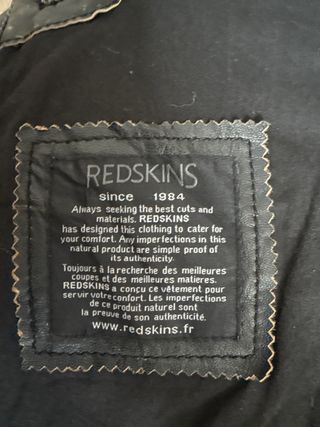 REDSKINS
since 1984
Always seeking the best cuts and
materials. REDSKINS
has designed this clothing to cater for
your comfort. Any imperfections in this
natural product are simple proof of
its authenticity.
Toujours à la recherche des meilleures
coupes et des meilleures matieres.
REDSKINS a conçu ce vêtement pour
servir votre confort. Les imperfections
de ce produit naturel sont
la preuve de son authenticité.
www.redskins.fr